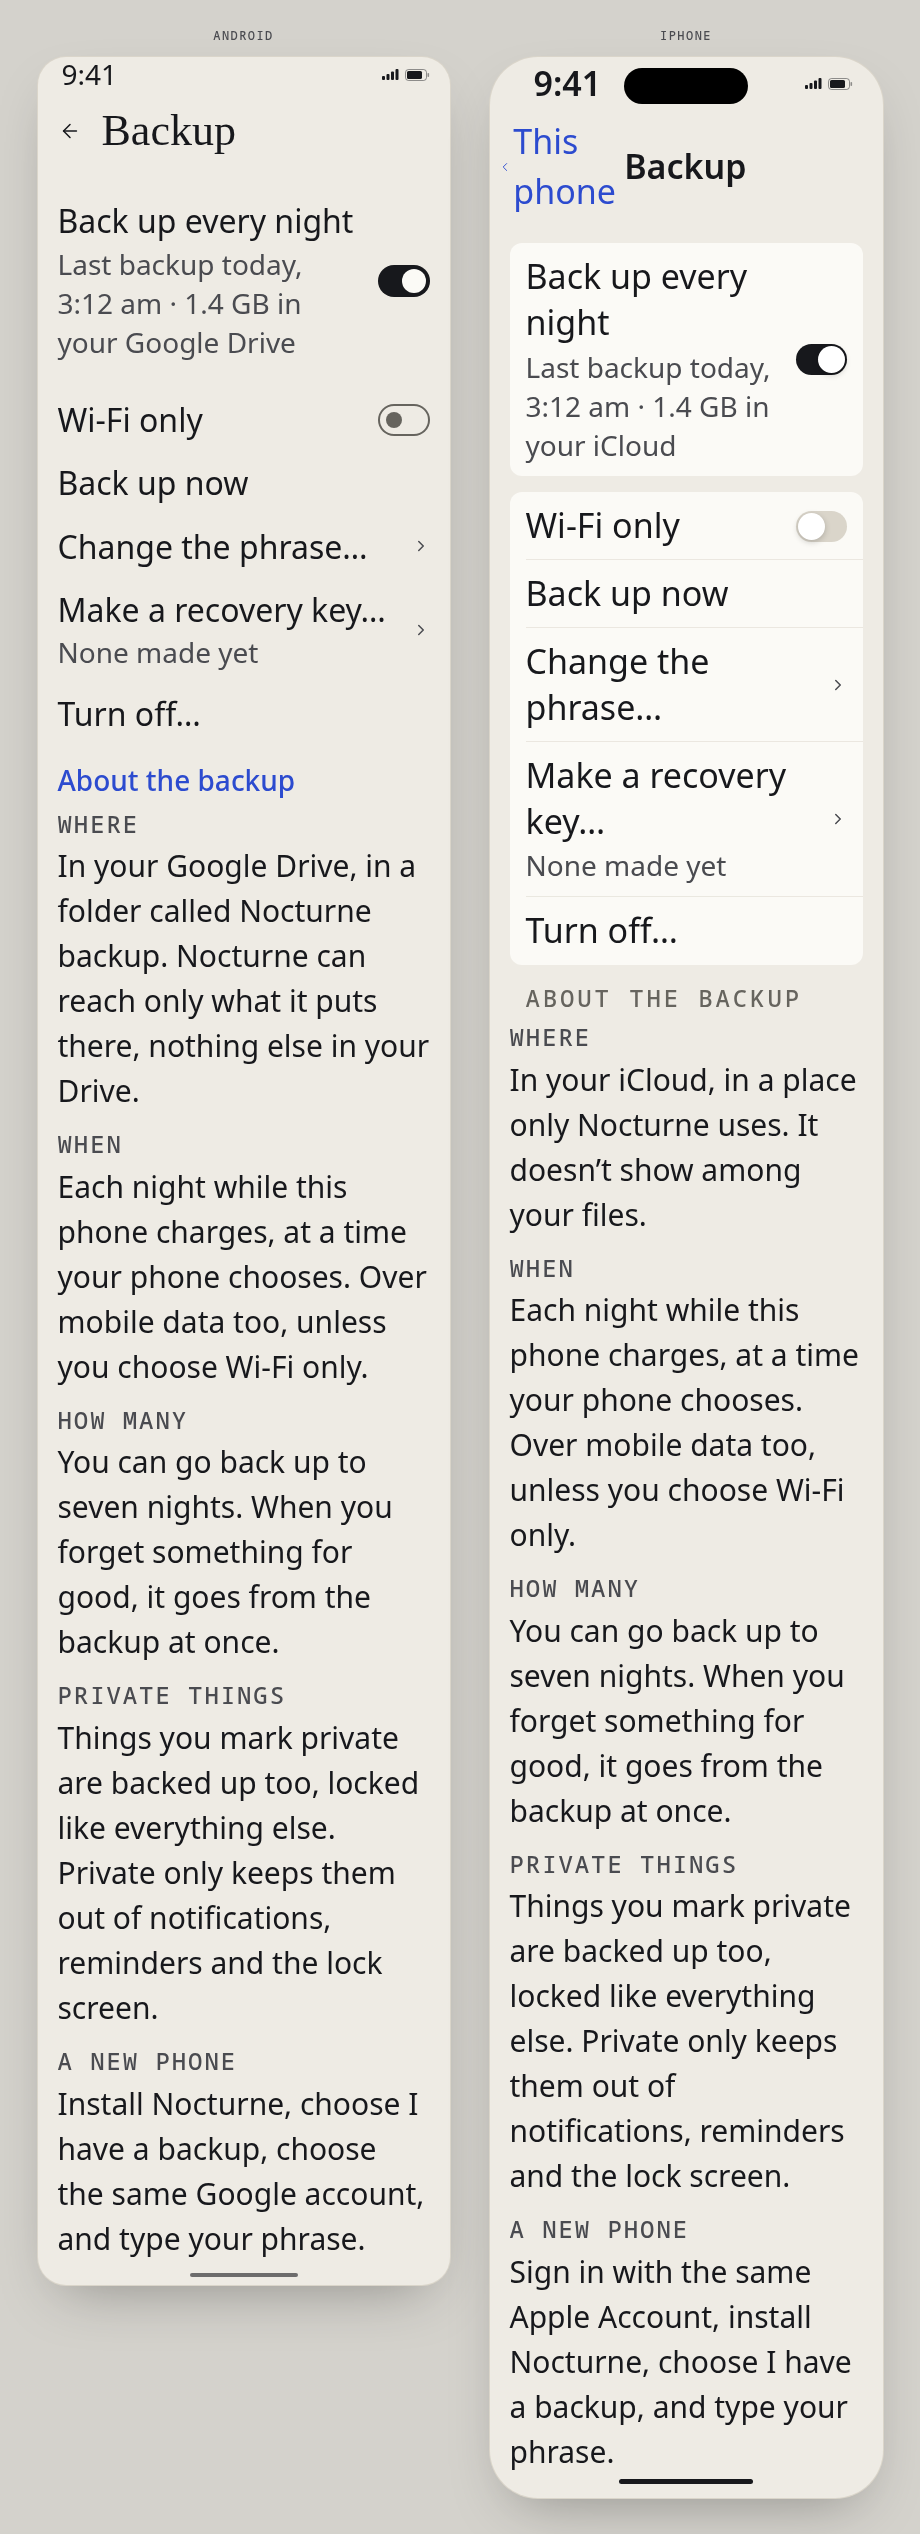 ANDROID
9:41
Backup
Back up every night
Last backup today,
3:12 am · 1.4 GB in
your Google Drive
Wi-Fi only
Back up now
Change the phrase…
Make a recovery key…
None made yet
Turn off…
About the backup
WHERE
In your Google Drive, in a
folder called Nocturne
backup. Nocturne can
reach only what it puts
there, nothing else in your
Drive.
WHEN
Each night while this
phone charges, at a time
your phone chooses. Over
mobile data too, unless
you choose Wi-Fi only.
HOW MANY
You can go back up to
seven nights. When you
forget something for
good, it goes from the
backup at once.
PRIVATE THINGS
Things you mark private
are backed up too, locked
like everything else.
Private only keeps them
out of notifications,
reminders and the lock
screen.
A NEW PHONE
Install Nocturne, choose I
have a backup, choose
the same Google account,
and type your phrase.
IPHONE
9:41
This
phone
Backup
Back up every
night
Last backup today,
3:12 am · 1.4 GB in
your iCloud
Wi-Fi only
Back up now
Change the
phrase…
Make a recovery
key…
None made yet
Turn off…
ABOUT THE BACKUP
WHERE
In your iCloud, in a place
only Nocturne uses. It
doesn’t show among
your files.
WHEN
Each night while this
phone charges, at a time
your phone chooses.
Over mobile data too,
unless you choose Wi-Fi
only.
HOW MANY
You can go back up to
seven nights. When you
forget something for
good, it goes from the
backup at once.
PRIVATE THINGS
Things you mark private
are backed up too,
locked like everything
else. Private only keeps
them out of
notifications, reminders
and the lock screen.
A NEW PHONE
Sign in with the same
Apple Account, install
Nocturne, choose I have
a backup, and type your
phrase.